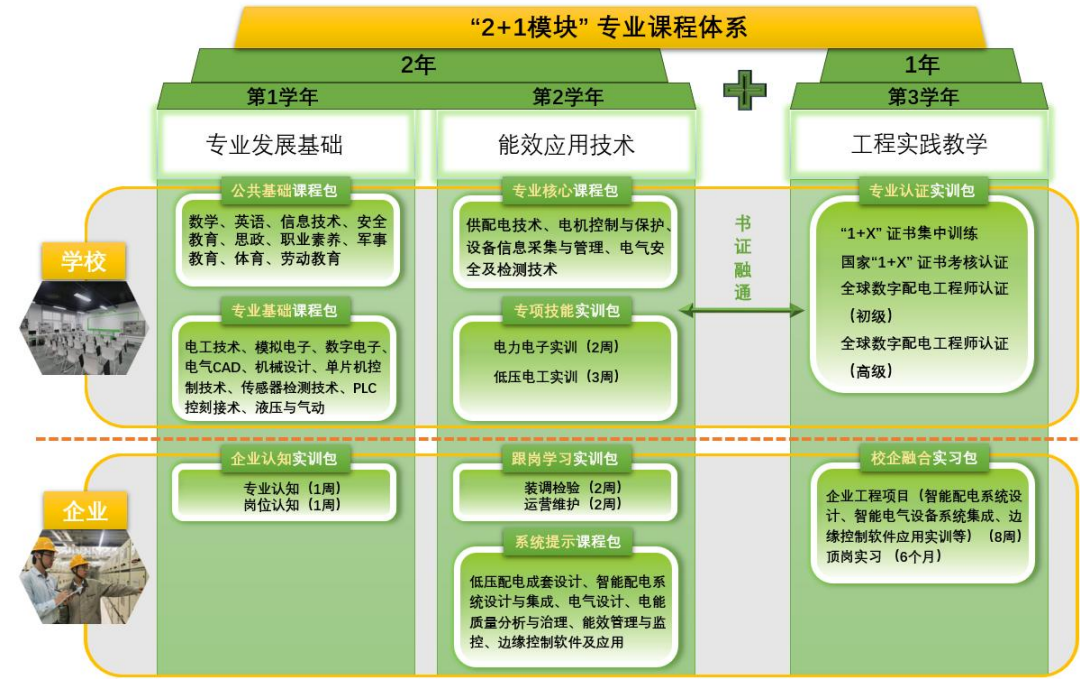 “2+1模块” 专业课程体系
2年
1年
第1学年
第2学年
第3学年
专业发展基础
能效应用技术
工程实践教学
学校
公共基础课程包
数学、英语、信息技术、安全
教育、思政、职业素养、军事
教育、体育、劳动教育
专业基础课程包
电工技术、模拟电子、数字电子、
电气CAD、机械设计、单片机控
制技术、传感器检测技术、PLC
控刻接术、液压与气动
专业核心课程包
供配电技术、电机控制与保护、
设备信息采集与管理、电气安
全及检测技术
专项技能实训包
电力电子实训（2周）
低压电工实训（3周）
书
证
融
通
专业认证实训包
“1+X” 证书集中训练
国家“1+X” 证书考核认证
全球数字配电工程师认证
（初级）
全球数字配电工程师认证
（高级）
企业
企业认知实训包
专业认知（1周）
岗位认知（1周）
跟岗学习实训包
装调检验（2周）
运营维护（2周）
系统提示课程包
低压配电成套设计、智能配电系
统设计与集成、电气设计、电能
质量分析与治理、能效管理与监
控、边缘控制软件及应用
校企融合实习包
企业工程项目（智能配电系统设
计、智能电气设备系统集成、边
缘控制软件应用实训等）（8周）
顶岗实习 （6个月）